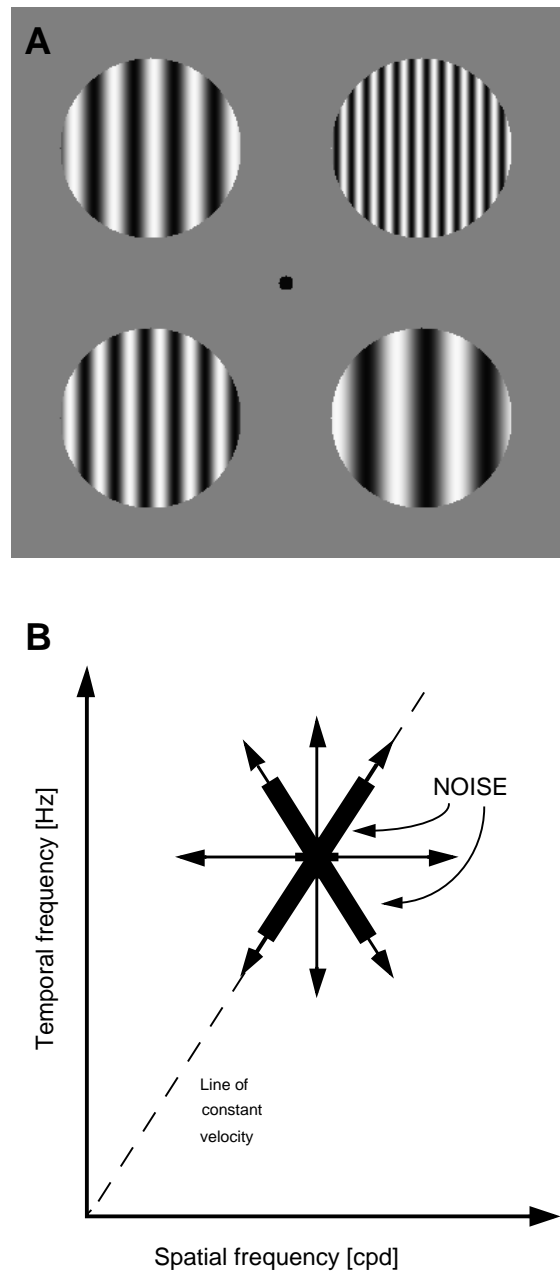 A
B
NOISE
Temporal frequency [Hz]
Line of
constant
velocity
Spatial frequency [cpd]